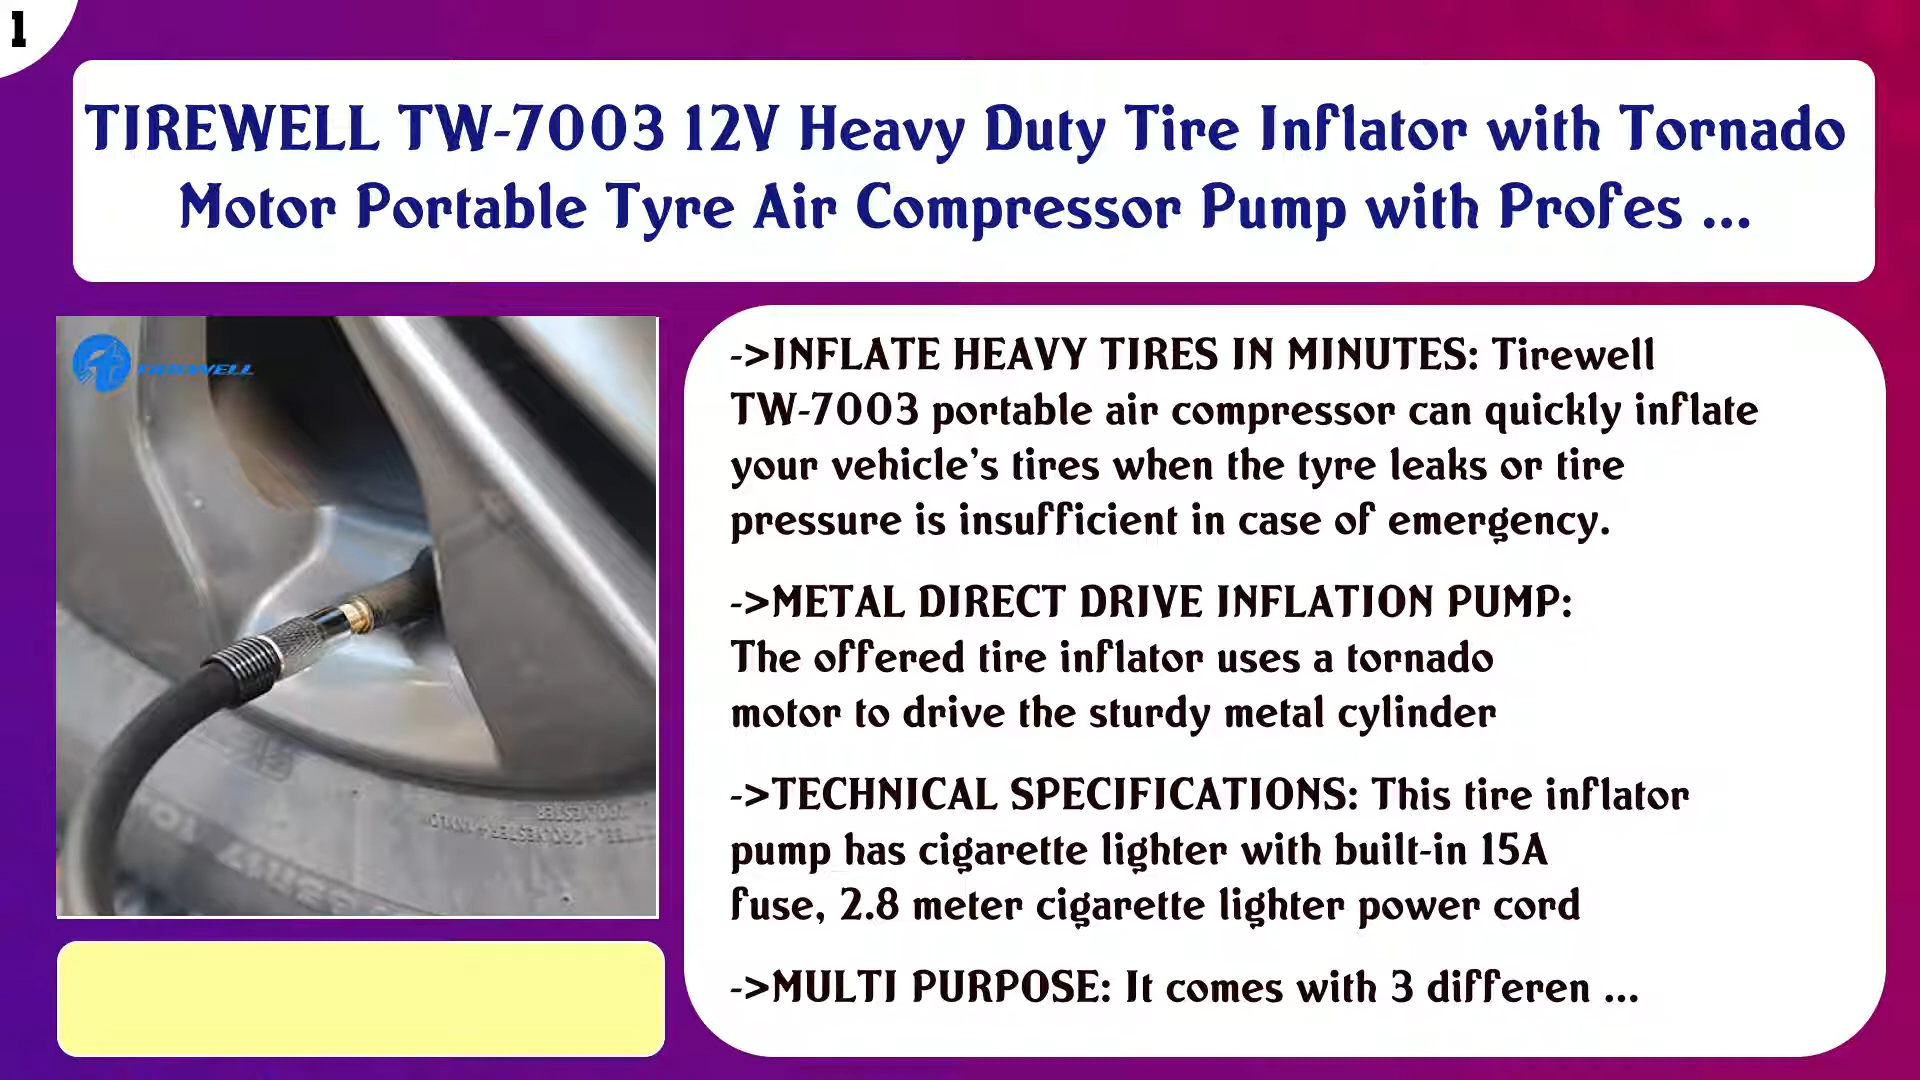 1
TIREWELL TW-7003 12V Heavy Duty Tire Inflator with Tornado
Motor Portable Tyre Air Compressor Pump with Profes ...
TIREWELL
->INFLATE HEAVY TIRES IN MINUTES: Tirewell
TW-7003 portable air compressor can quickly inflate
your vehicle's tires when the tyre leaks or tire
pressure is insufficient in case of emergency.
->METAL DIRECT DRIVE INFLATION PUMP:
The offered tire inflator uses a tornado
motor to drive the sturdy metal cylinder
->TECHNICAL SPECIFICATIONS: This tire inflator
pump has cigarette lighter with built-in 15A
fuse, 2.8 meter cigarette lighter power cord
->MULTI PURPOSE: It comes with 3 differen ...